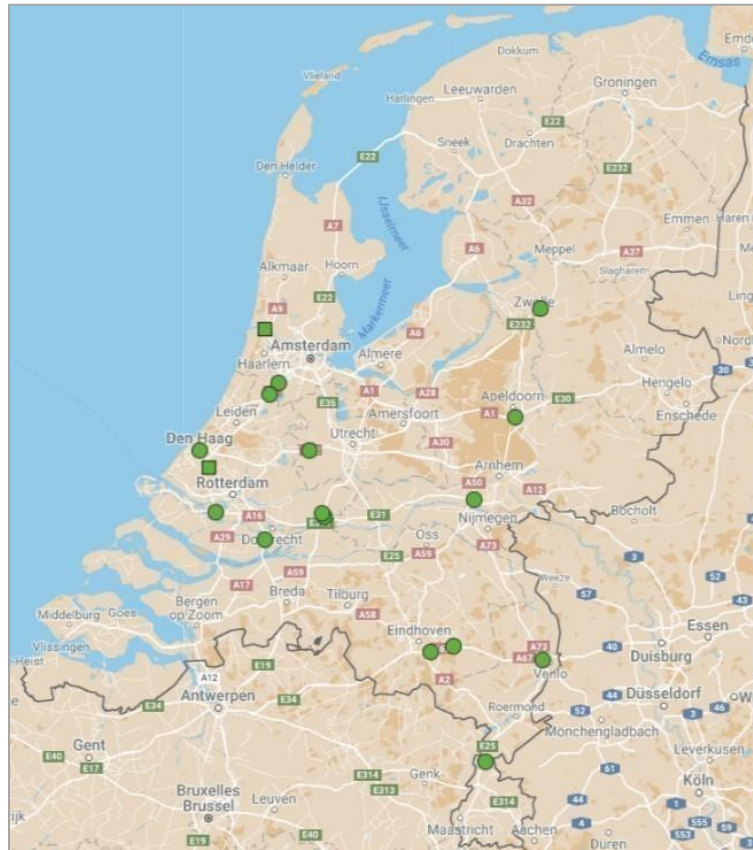 Dokkum
Emde
Eemsas
Vlieland
Leeuwarden
Groningen
Harlingen
E22
Sneek
Drachten
E22
E232
Den Helder
IJsselmeer
A32
Emmen
Haren
A7
A6
Meppel
A37
Alkmaar
Hoorn
Slagharen
Ling
E22
A9
Markermeer
Zwolle
E232
A6
Amsterdam
Haarlem
Almere
Almelo
Nordh
30
A1
A28
Apeldoorn
Hengelo
E30
Leiden
E35
Amersfoort
A1
Enschede
Den Haag
Utrecht
A30
Arnhem
Rotterdam
A50
A12
A16
E31
Nijmegen
Bocholt
A29
Oss
E25
A59
A73
3
A59
Weeze
52
A17
57
43
Breda
Tilburg
Bergen
op Zoom
Middelburg
Goes
A58
Eindhoven
Essen
Vlissingen
A73
40
-Heist
E19
A67
Duisburg
A12
Venlo
A2
E34
E34
44
Düsseldorf
Antwerpen
Roermond
52
3
46
Mönchengladbach
Gent
E25
E40
E17
Leverkusen
E314
61
Genk
E313
Köln
Bruxelles
Brussel
Leuven
E314
44
1
555
Maastricht
4
59
E19
E40
Aachen
553
Düren